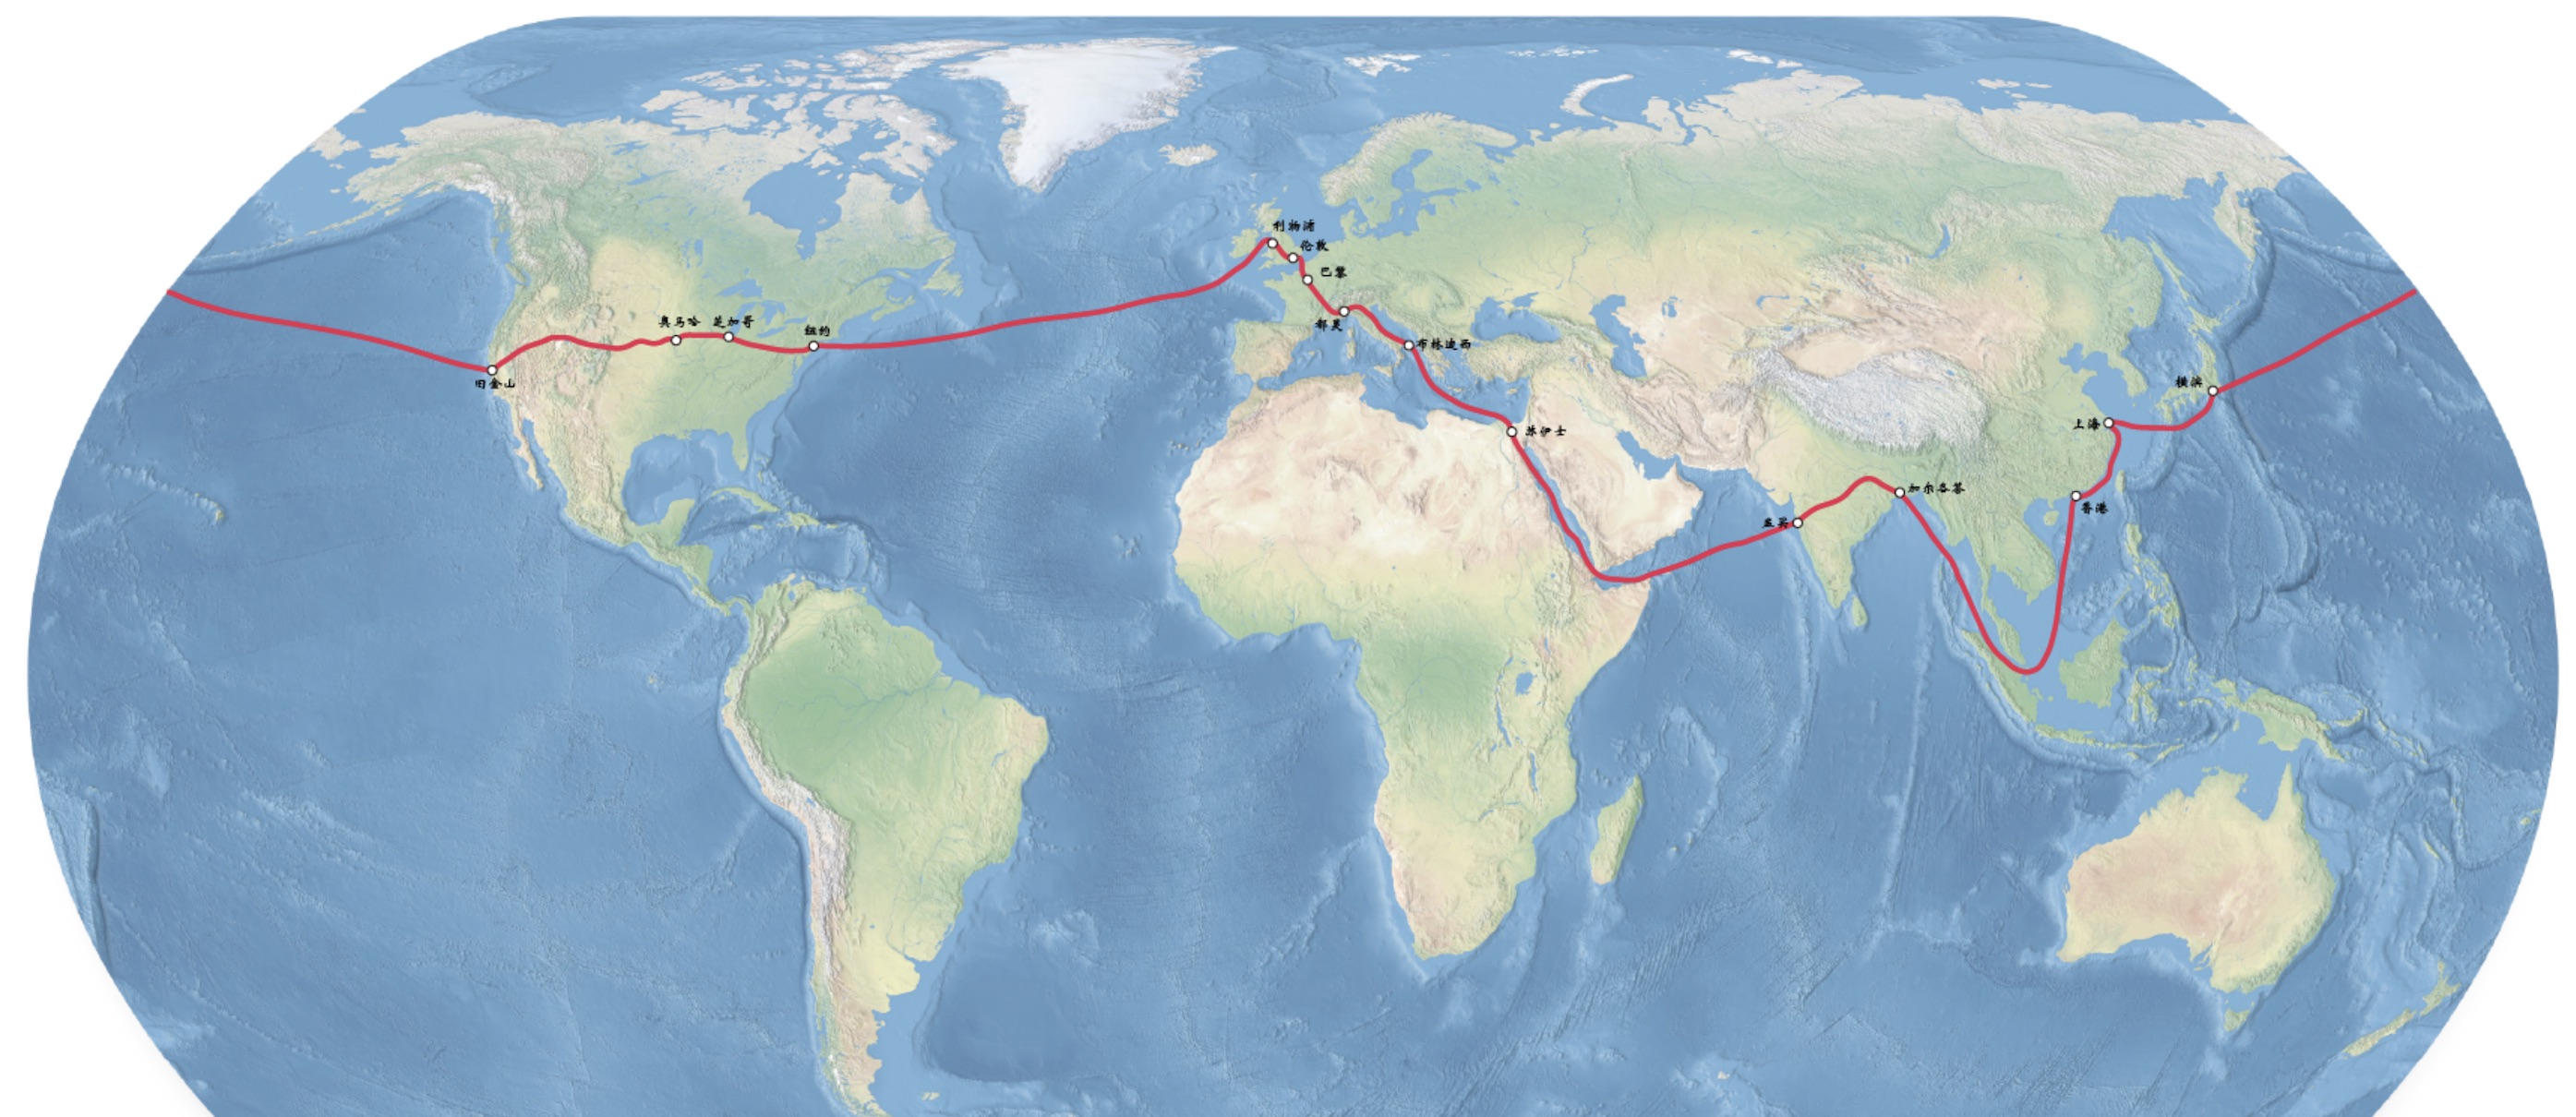 利物浦
伦敦
巴黎
都灵
布林迪西
奥马哈
芝加哥
纽约
旧金山
横滨
上海
苏伊士
加尔各答
香港
孟买